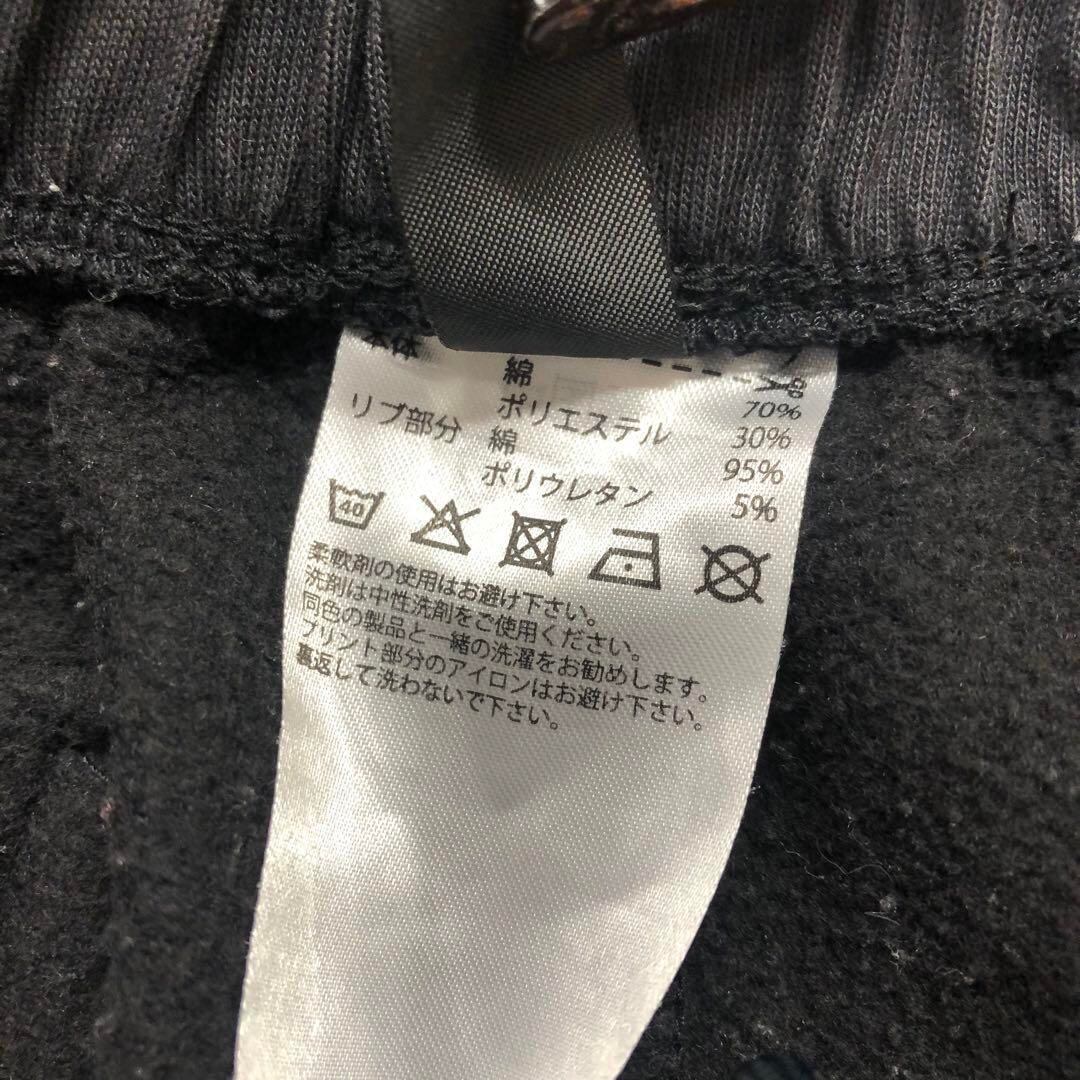 本体 綿 70%
ポリエステル 30%
リブ部分 綿 95%
ポリウレタン 5%
40
柔軟剤の使用はお避け下さい。
洗剤は中性洗剤をご使用ください。
同色の製品と一緒の洗濯をお勧めします。
プリント部分のアイロンはお避け下さい。
裏返して洗わないで下さい。